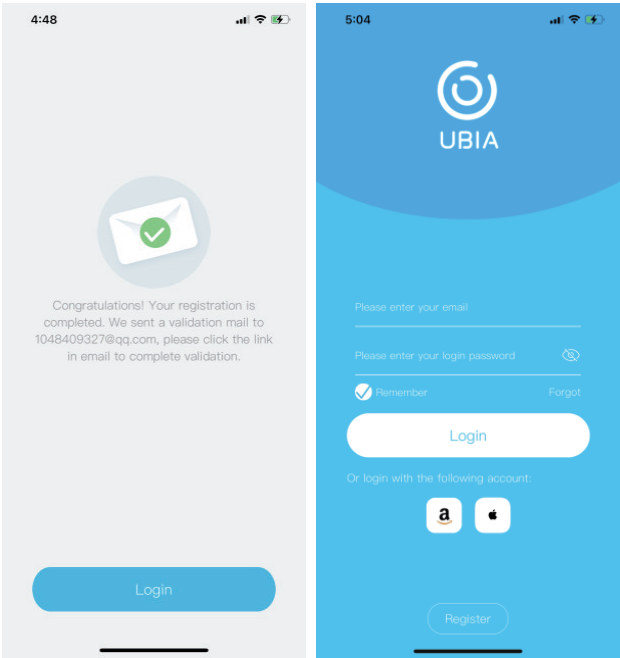 4:48
Congratulations! Your registration is
completed. We sent a validation mail to
1048409327@qq.com, please click the link
in email to complete validation.
Login
5:04
UBIA
Please enter your email
Please enter your login password
Remember
Forgot
Login
Or login with the following account:
a
Register